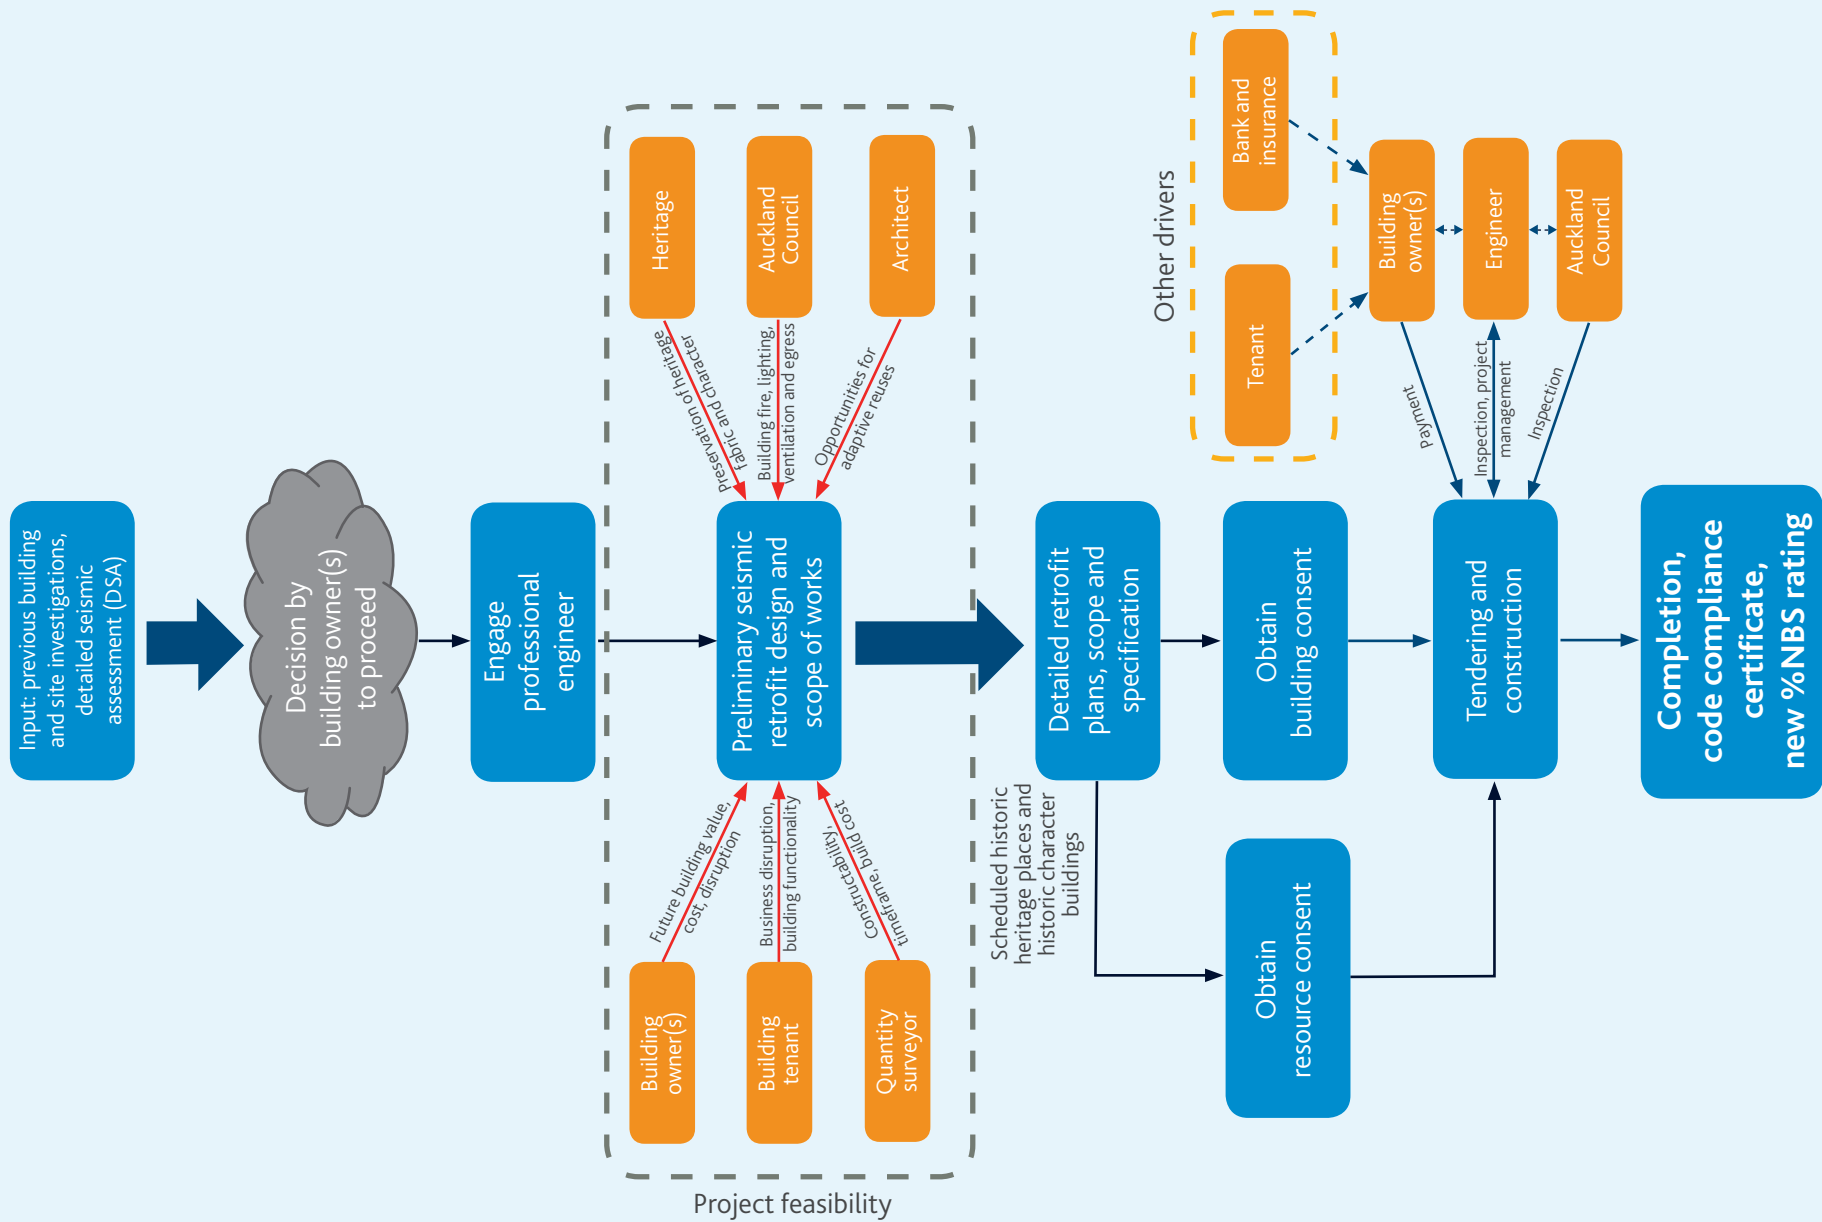 Input: previous building
and site investigations,
detailed seismic
assessment (DSA)
Decision by
building owner(s)
to proceed
Engage
professional
engineer
Project feasibility
Building
owner(s)
Future building value,
cost, disruption
Building
tenant
Business disruption,
building functionality
Quantity
surveyor
Constructability,
timeframe, build cost
Preliminary seismic
retrofit design and
scope of works
Heritage
Preservation of heritage
fabric and character
Auckland
Council
Building fire, lighting,
ventilation and egress
Architect
Opportunities for
adaptive reuses
Detailed retrofit
plans, scope and
specification
Scheduled historic
heritage places and
historic character
buildings
Obtain
resource consent
Obtain
building consent
Other drivers
Tenant
Bank and
insurance
Building
owner(s)
Engineer
Auckland
Council
Payment
Inspection, project
management
Inspection
Tendering and
construction
Completion,
code compliance
certificate,
new %NBS rating